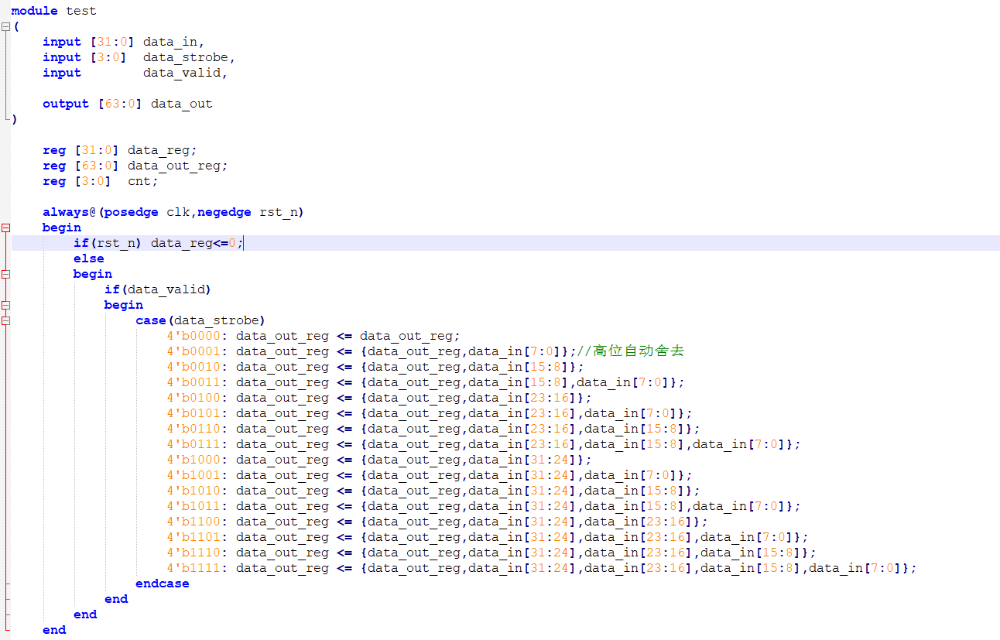 module test
(
    input [31:0] data_in,
    input [3:0]  data_strobe,
    input        data_valid,
    output [63:0] data_out
)
    reg [31:0] data_reg;
    reg [63:0] data_out_reg;
    reg [3:0]  cnt;
    always@(posedge clk,negedge rst_n)
    begin
        if(rst_n) data_reg<=0;
        else
        begin
            if(data_valid)
            begin
                case(data_strobe)
                    4'b0000: data_out_reg <= data_out_reg;
                    4'b0001: data_out_reg <= {data_out_reg,data_in[7:0]};//高位自动舍去
                    4'b0010: data_out_reg <= {data_out_reg,data_in[15:8]};
                    4'b0011: data_out_reg <= {data_out_reg,data_in[15:8],data_in[7:0]};
                    4'b0100: data_out_reg <= {data_out_reg,data_in[23:16]};
                    4'b0101: data_out_reg <= {data_out_reg,data_in[23:16],data_in[7:0]};
                    4'b0110: data_out_reg <= {data_out_reg,data_in[23:16],data_in[15:8]};
                    4'b0111: data_out_reg <= {data_out_reg,data_in[23:16],data_in[15:8],data_in[7:0]};
                    4'b1000: data_out_reg <= {data_out_reg,data_in[31:24]};
                    4'b1001: data_out_reg <= {data_out_reg,data_in[31:24],data_in[7:0]};
                    4'b1010: data_out_reg <= {data_out_reg,data_in[31:24],data_in[15:8]};
                    4'b1011: data_out_reg <= {data_out_reg,data_in[31:24],data_in[15:8],data_in[7:0]};
                    4'b1100: data_out_reg <= {data_out_reg,data_in[31:24],data_in[23:16]};
                    4'b1101: data_out_reg <= {data_out_reg,data_in[31:24],data_in[23:16],data_in[7:0]};
                    4'b1110: data_out_reg <= {data_out_reg,data_in[31:24],data_in[23:16],data_in[15:8]};
                    4'b1111: data_out_reg <= {data_out_reg,data_in[31:24],data_in[23:16],data_in[15:8],data_in[7:0]};
                endcase
            end
        end
    end